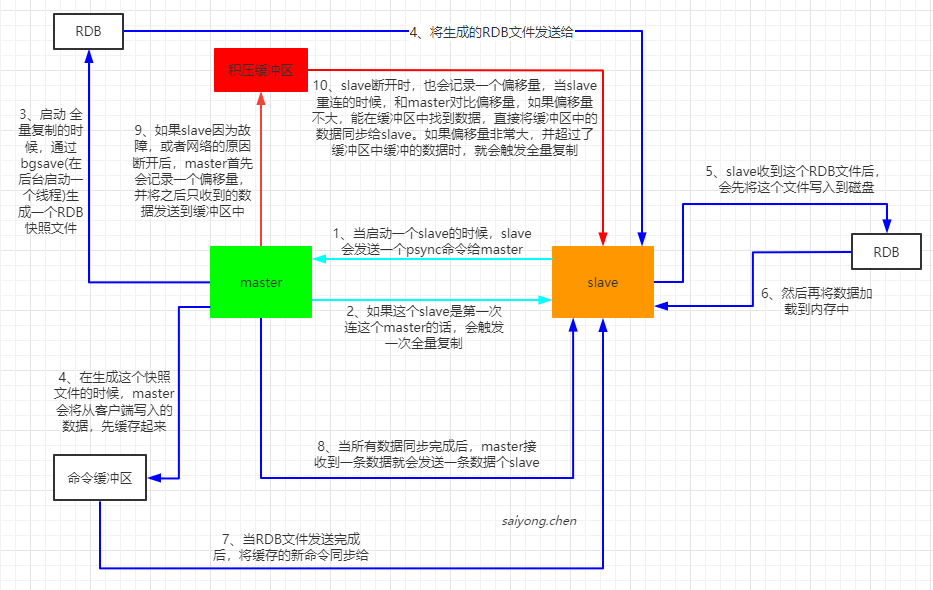 RDB
4、将生成的RDB文件发送给
积压缓冲区
3、启动 全
量复制的时
候，通过
bgsave(在
后台启动一
个线程)生
成一个RDB
快照文件
9、如果slave因为故
障，或者网络的原因
断开后，master首先
会记录一个偏移量，
并将之后只收到的数
据发送到缓冲区中
10、slave断开时，也会记录一个偏移量，当slave
重连的时候，和master对比偏移量，如果偏移量
不大，能在缓冲区中找到数据，直接将缓冲区中的
数据同步给slave。如果偏移量非常大，并超过了
缓冲区中缓冲的数据时，就会触发全量复制
5、slave收到这个RDB文件后，
会先将这个文件写入到磁盘
1、当启动一个slave的时候，slave
会发送一个psync命令给master
RDB
master
slave
2、如果这个slave是第一次
连这个master的话，会触发
一次全量复制
6、然后再将数据加
载到内存中
4、在生成这个快照
文件的时候，master
会将从客户端写入的
数据，先缓存起来
8、当所有数据同步完成后，master接
收到一条数据就会发送一条数据个slave
命令缓冲区
saiyong.chen
7、当RDB文件发送完成
后，将缓存的新命令同步给